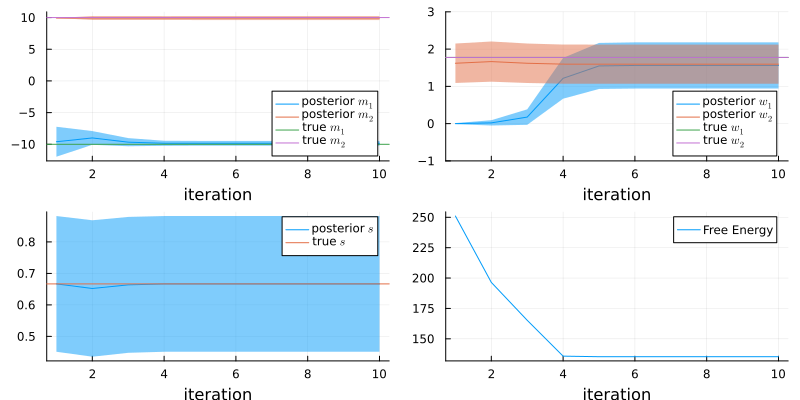 10
5
0
−5
−10
posterior m₁
posterior m₂
true m₁
true m₂
2 4 6 8 10
iteration
3
2
1
0
−1
posterior w₁
posterior w₂
true w₁
true w₂
2 4 6 8 10
iteration
0.8
0.7
0.6
0.5
posterior s
true s
2 4 6 8 10
iteration
250
225
200
175
150
Free Energy
2 4 6 8 10
iteration